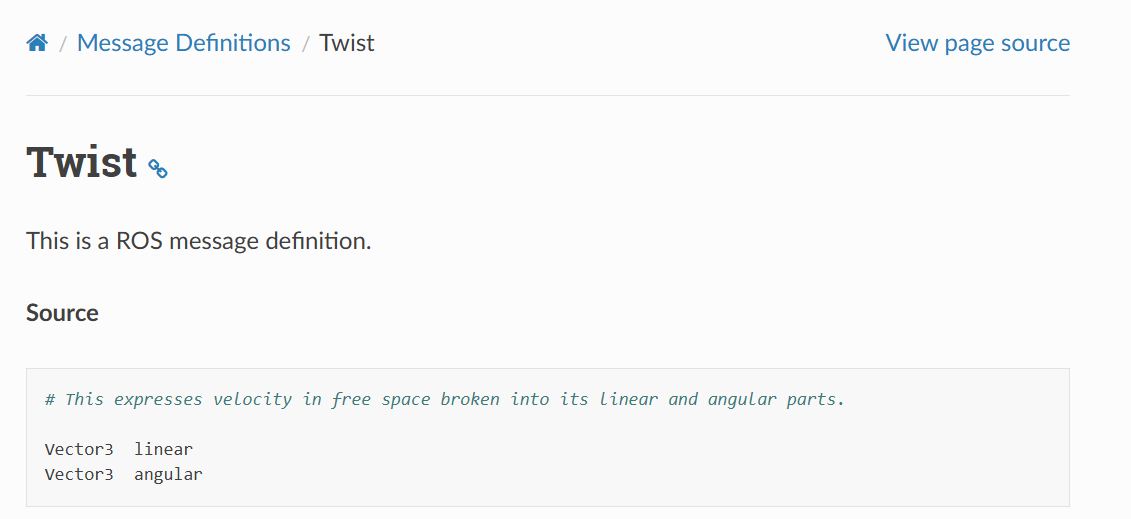 / Message Definitions / Twist View page source
Twist
This is a ROS message definition.
Source
# This expresses velocity in free space broken into its linear and angular parts.
Vector3  linear
Vector3  angular